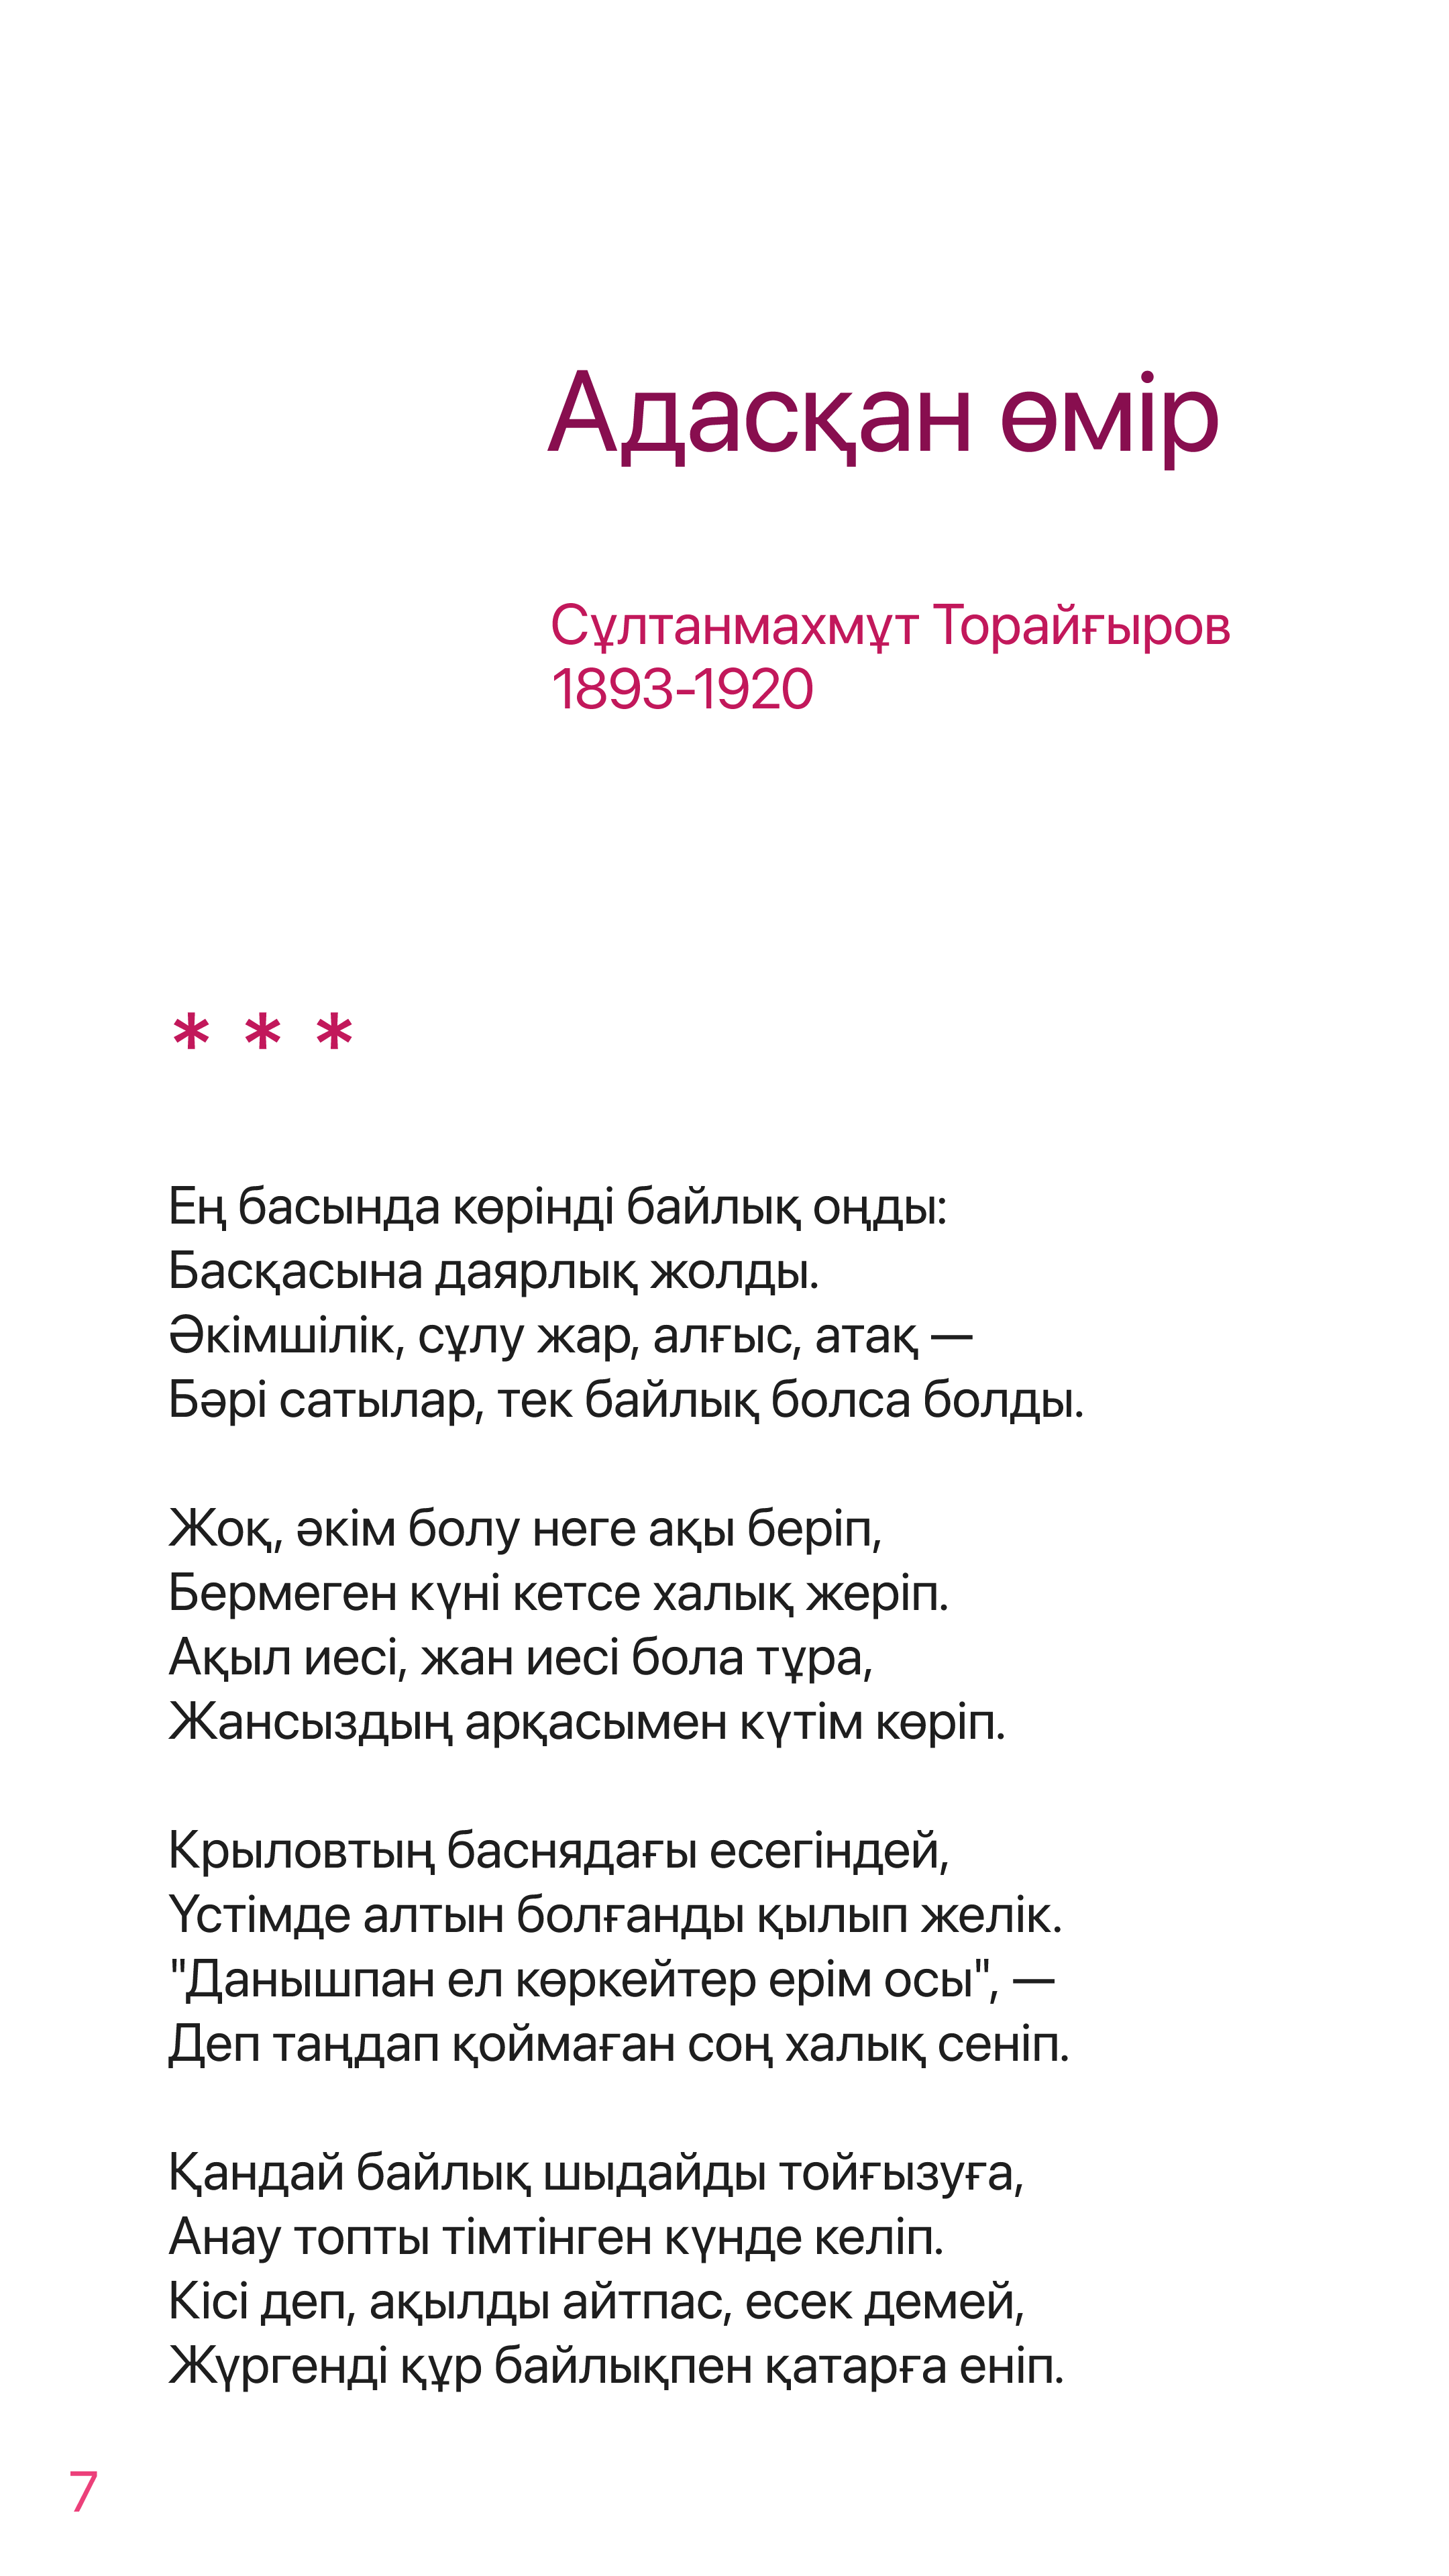 Адасқан өмір
Сұлтанмахмұт Торайғыров
1893-1920
* * *
Ең басында көрінді байлық оңды:
Басқасына даярлық жолды.
Әкімшілік, сұлу жар, алғыс, атақ —
Бәрі сатылар, тек байлық болса болды.
Жоқ, әкім болу неге ақы беріп,
Бермеген күні кетсе халық жеріп.
Ақыл иесі, жан иесі бола тұра,
Жансыздың арқасымен күтім көріп.
Крыловтың баснядағы есегіндей,
Үстімде алтын болғанды қылып желік.
"Данышпан ел көркейтер ерім осы", —
Деп таңдап қоймаған соң халық сеніп.
Қандай байлық шыдайды тойғызуға,
Анау топты тімтінген күнде келіп.
Кісі деп, ақылды айтпас, есек демей,
Жүргенді құр байлықпен қатарға еніп.
7